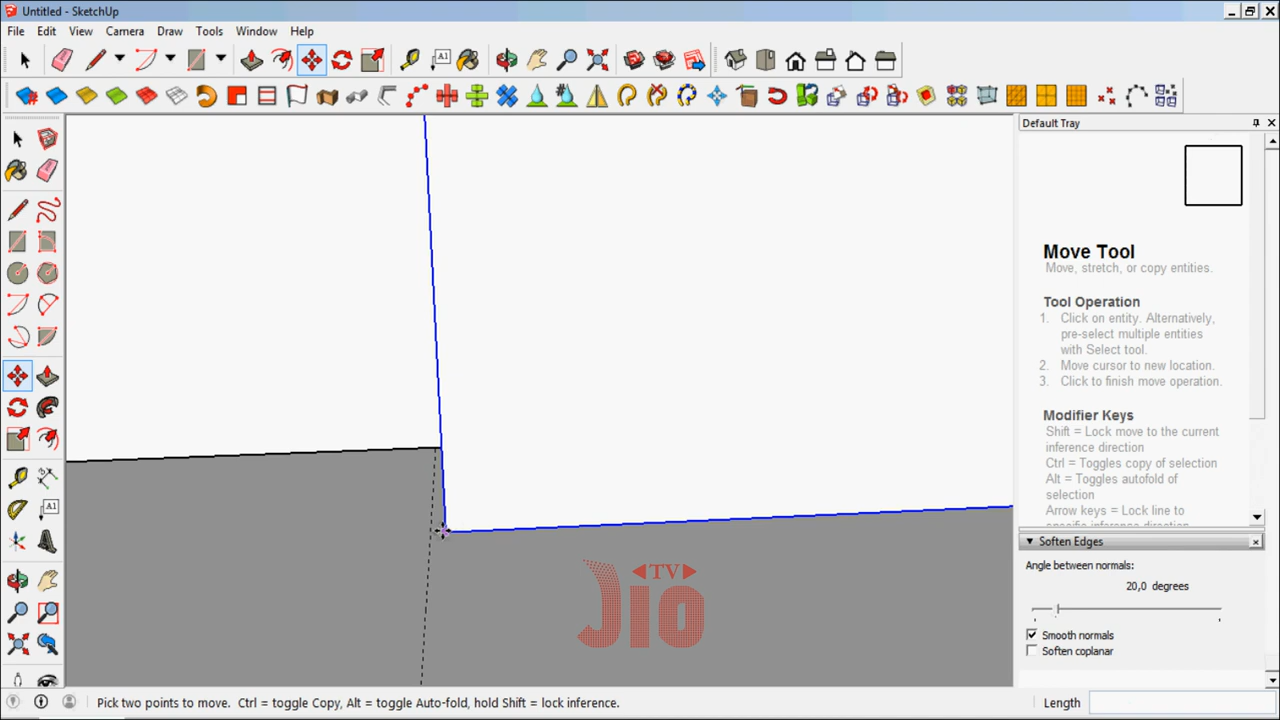 Untitled - SketchUp
File Edit View Camera Draw Tools Window Help
A1
Default Tray
Move Tool
Move, stretch, or copy entities.
Tool Operation
1. Click on entity. Alternatively,
pre-select multiple entities
with Select tool.
2. Move cursor to new location.
3. Click to finish move operation.
Modifier Keys
Shift = Lock move to the current
inference direction
Ctrl = Toggles copy of selection
Alt = Toggles autofold of
selection
Arrow keys = Lock line to
specific inference direction
A1
Soften Edges
Angle between normals:
20,0 degrees
Smooth normals
Soften coplanar
TV
JIO
Pick two points to move. Ctrl = toggle Copy, Alt = toggle Auto-fold, hold Shift = lock inference.
Length